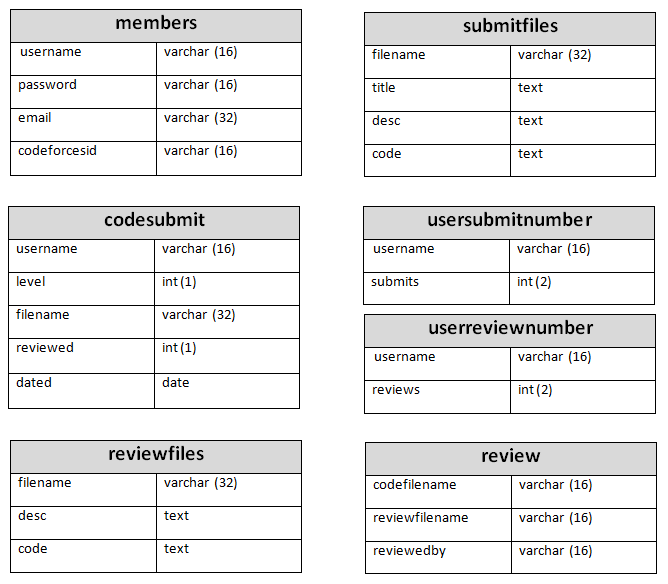 members
username varchar (16)
password varchar (16)
email varchar (32)
codeforcesid varchar (16)
submitfiles
filename varchar (32)
title text
desc text
code text
codesubmit
username varchar (16)
level int (1)
filename varchar (32)
reviewed int (1)
dated date
usersubmitnumber
username varchar (16)
submits int (2)
userreviewnumber
username varchar (16)
reviews int (2)
reviewfiles
filename varchar (32)
desc text
code text
review
codefilename varchar (16)
reviewfilename varchar (16)
reviewedby varchar (16)